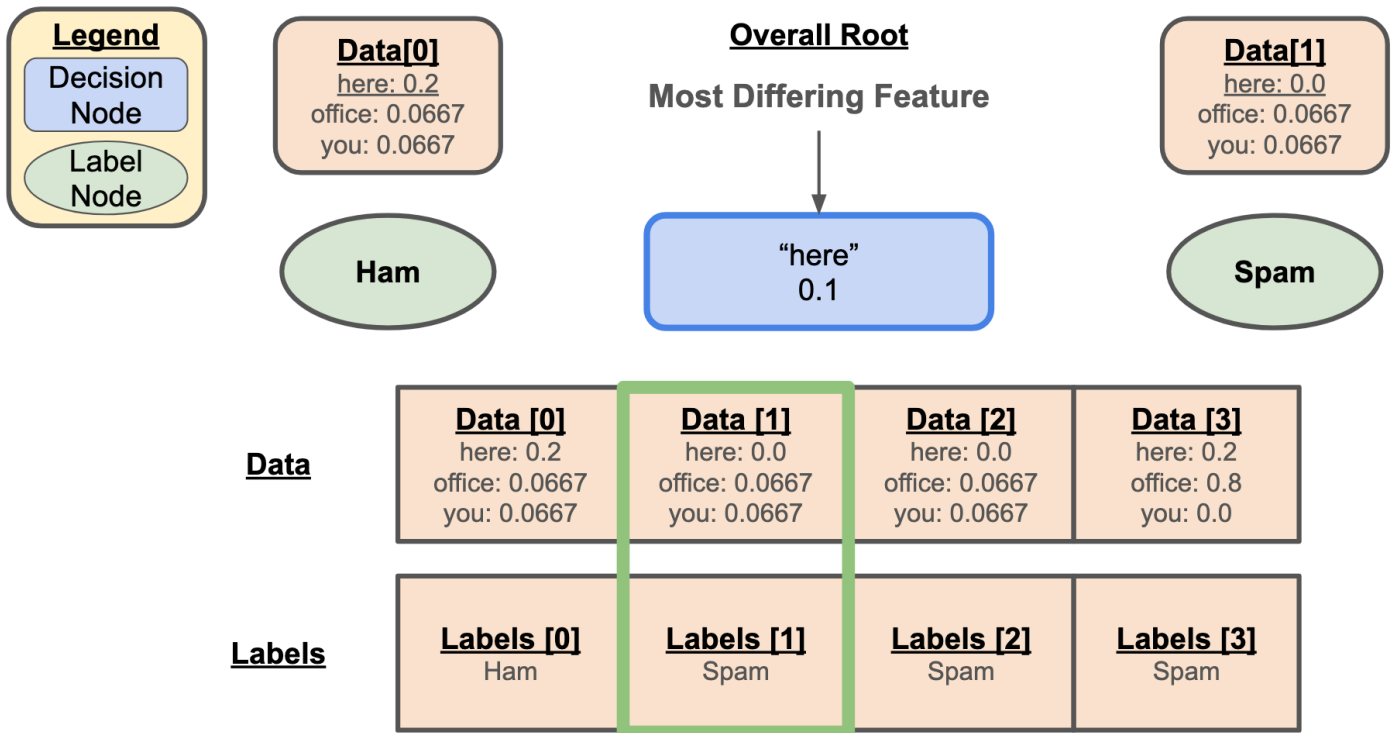 Legend
Decision
Node
Label
Node
Data[0]
here: 0.2
office: 0.0667
you: 0.0667
Overall Root
Most Differing Feature
Data[1]
here: 0.0
office: 0.0667
you: 0.0667
Ham
“here”
0.1
Spam
Data
Data [0]
here: 0.2
office: 0.0667
you: 0.0667
Data [1]
here: 0.0
office: 0.0667
you: 0.0667
Data [2]
here: 0.0
office: 0.0667
you: 0.0667
Data [3]
here: 0.2
office: 0.8
you: 0.0
Labels
Labels [0]
Ham
Labels [1]
Spam
Labels [2]
Spam
Labels [3]
Spam